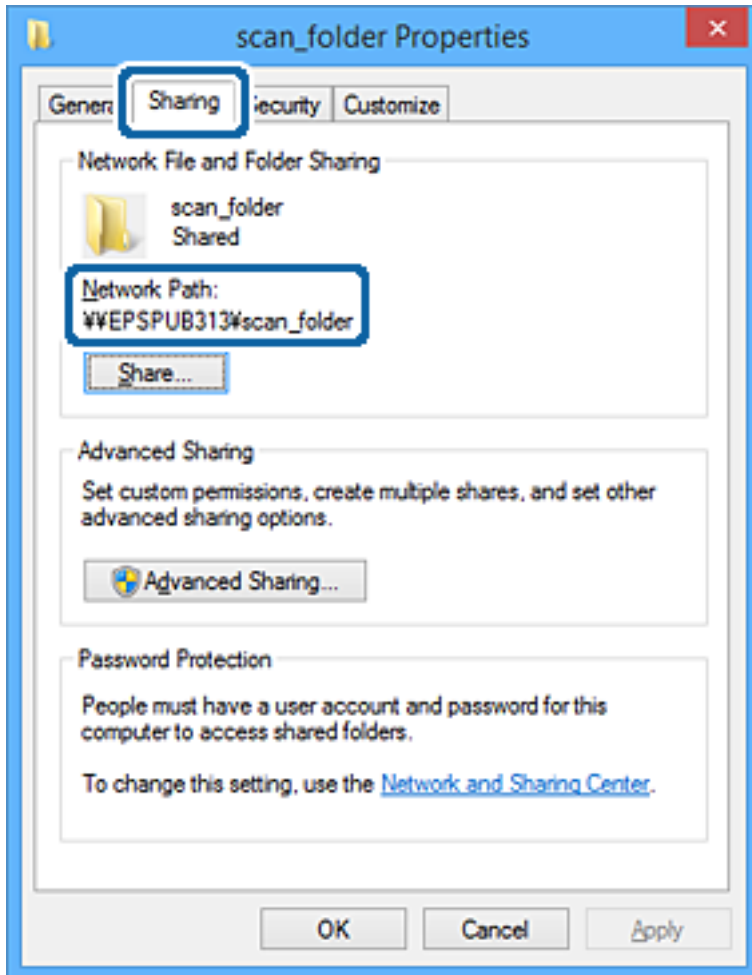 scan_folder Properties
General Sharing Security Customize
Network File and Folder Sharing
scan_folder
Shared
Network Path:
¥¥EPSPUB313¥scan_folder
Share...
Advanced Sharing
Set custom permissions, create multiple shares, and set other
advanced sharing options.
Advanced Sharing...
Password Protection
People must have a user account and password for this
computer to access shared folders.
To change this setting, use the Network and Sharing Center.
OK Cancel Apply